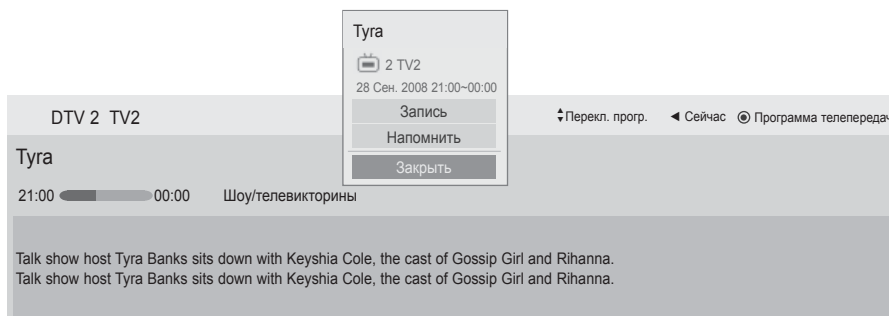 Tyra
2 TV2
28 Сен. 2008 21:00~00:00
Запись
Напомнить
Закрыть
DTV 2 TV2
Перекл. прогр.
Сейчас
Программа телепередач
Tyra
21:00
00:00
Шоу/телевикторины
Talk show host Tyra Banks sits down with Keyshia Cole, the cast of Gossip Girl and Rihanna.
Talk show host Tyra Banks sits down with Keyshia Cole, the cast of Gossip Girl and Rihanna.